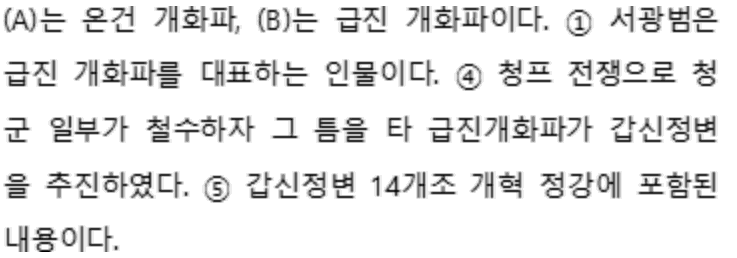 (A)는 온건 개화파, (B)는 급진 개화파이다. ① 서광범은
급진 개화파를 대표하는 인물이다. ④ 청프 전쟁으로 청
군 일부가 철수하자 그 틈을 타 급진개화파가 갑신정변
을 추진하였다. ⑤ 갑신정변 14개조 개혁 정강에 포함된
내용이다.